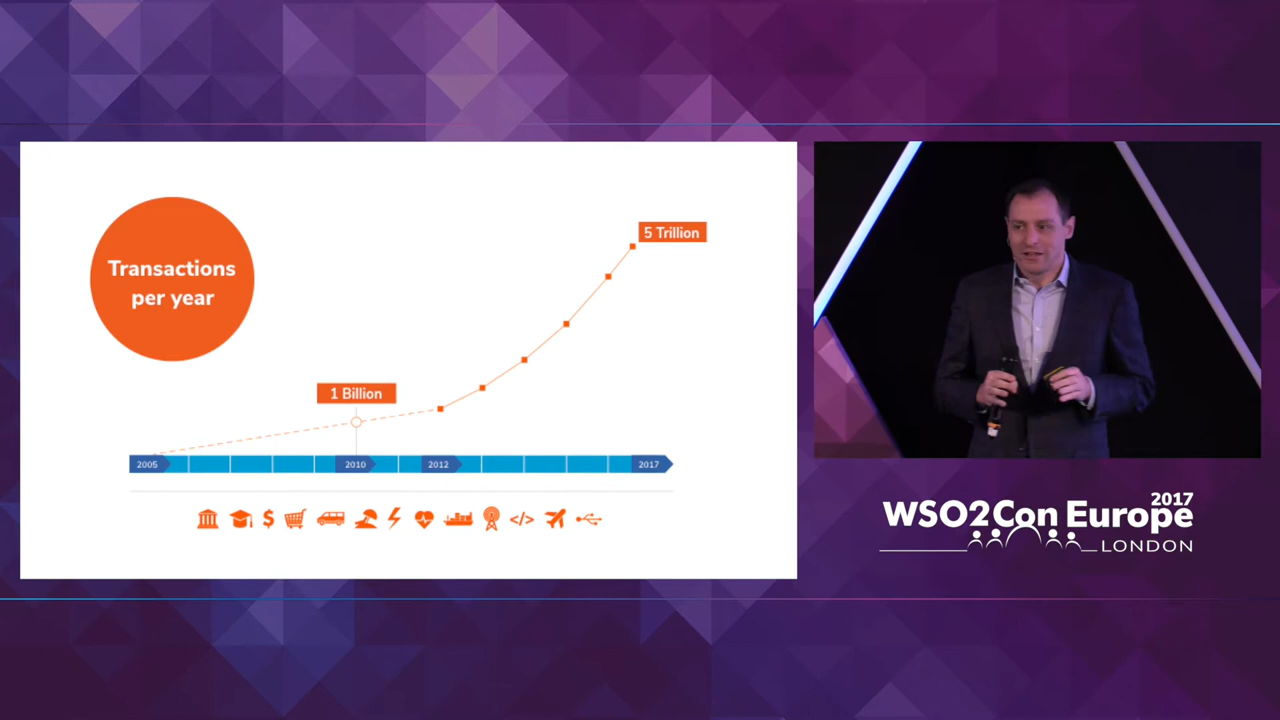 Transactions
per year
5 Trillion
1 Billion
2005
2010
2012
2017
</>
2017
WSO2Con Europe
LONDON